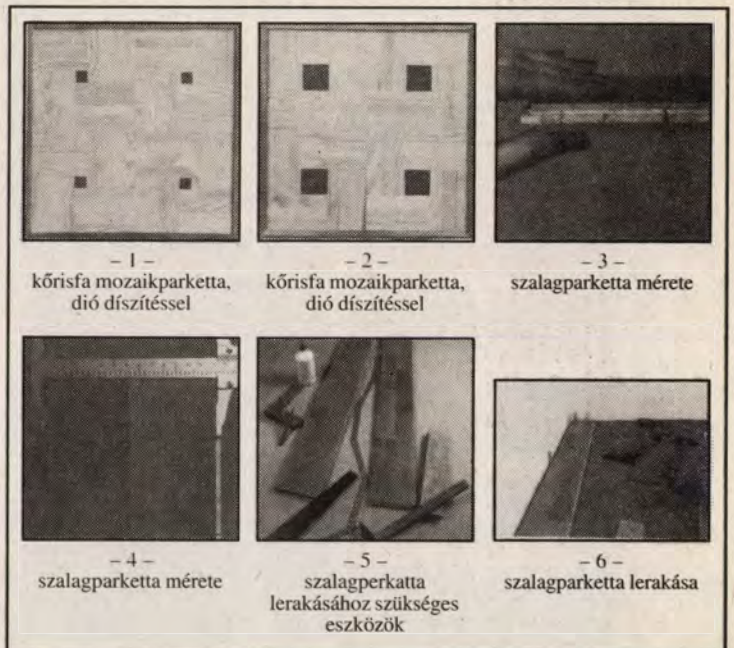 – 1 –
kőrisfa mozaikparketta,
dió díszítéssel
– 2 –
kőrisfa mozaikparketta,
dió díszítéssel
– 3 –
szalagparketta mérete
– 4 –
szalagparketta mérete
– 5 –
szalagperkatta
lerakásához szükséges
eszközök
– 6 –
szalagparketta lerakása